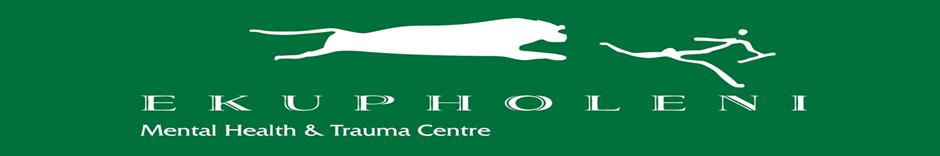 EKUPHOLENI
Mental Health & Trauma Centre